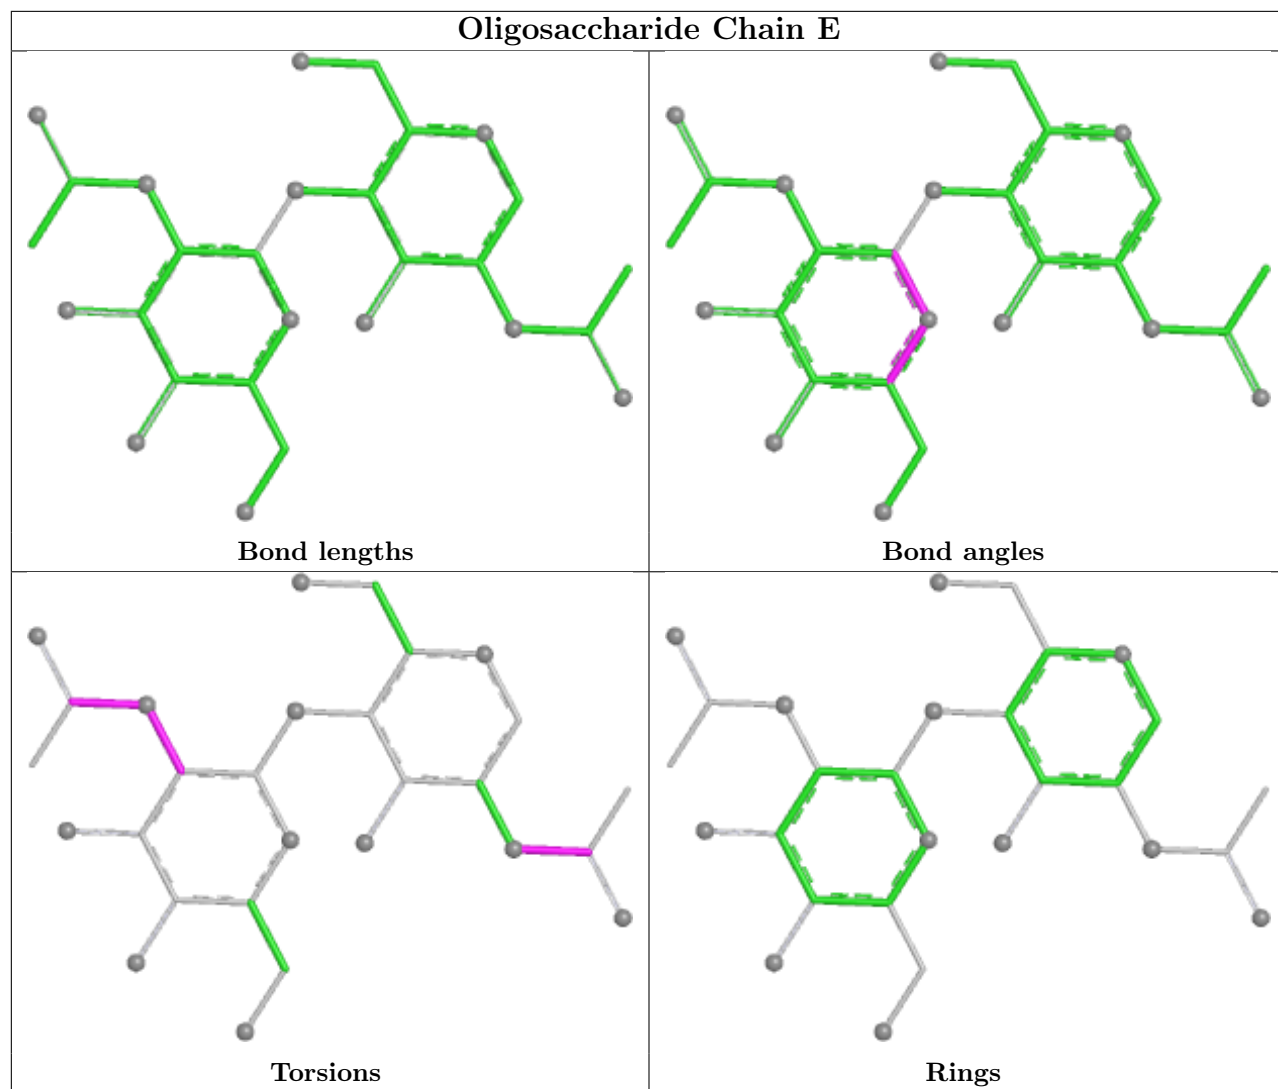 Oligosaccharide Chain E
Bond lengths
Bond angles
Torsions
Rings